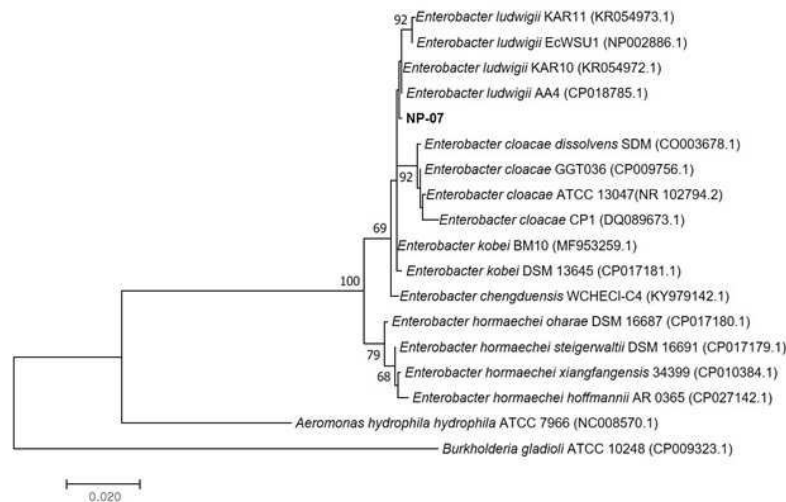 92
Enterobacter ludwigii KAR11 (KR054973.1)
Enterobacter ludwigii EcWSU1 (NP002886.1)
Enterobacter ludwigii KAR10 (KR054972.1)
Enterobacter ludwigii AA4 (CP018785.1)
NP-07
Enterobacter cloacae dissolvens SDM (CO003678.1)
92
Enterobacter cloacae GGT036 (CP009756.1)
Enterobacter cloacae ATCC 13047(NR 102794.2)
Enterobacter cloacae CP1 (DQ089673.1)
69
Enterobacter kobei BM10 (MF953259.1)
Enterobacter kobei DSM 13645 (CP017181.1)
100
Enterobacter chengduensis WCHECl-C4 (KY979142.1)
Enterobacter hormaechei oharae DSM 16687 (CP017180.1)
79
Enterobacter hormaechei steigerwaltii DSM 16691 (CP017179.1)
68
Enterobacter hormaechei xiangfangensis 34399 (CP010384.1)
Enterobacter hormaechei hoffmannii AR 0365 (CP027142.1)
Aeromonas hydrophila hydrophila ATCC 7966 (NC008570.1)
Burkholderia gladioli ATCC 10248 (CP009323.1)
0.020